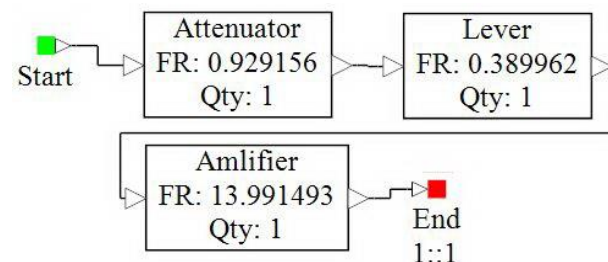 Start
Attenuator
FR: 0.929156
Qty: 1
Lever
FR: 0.389962
Qty: 1
Amlifier
FR: 13.991493
Qty: 1
End
1::1